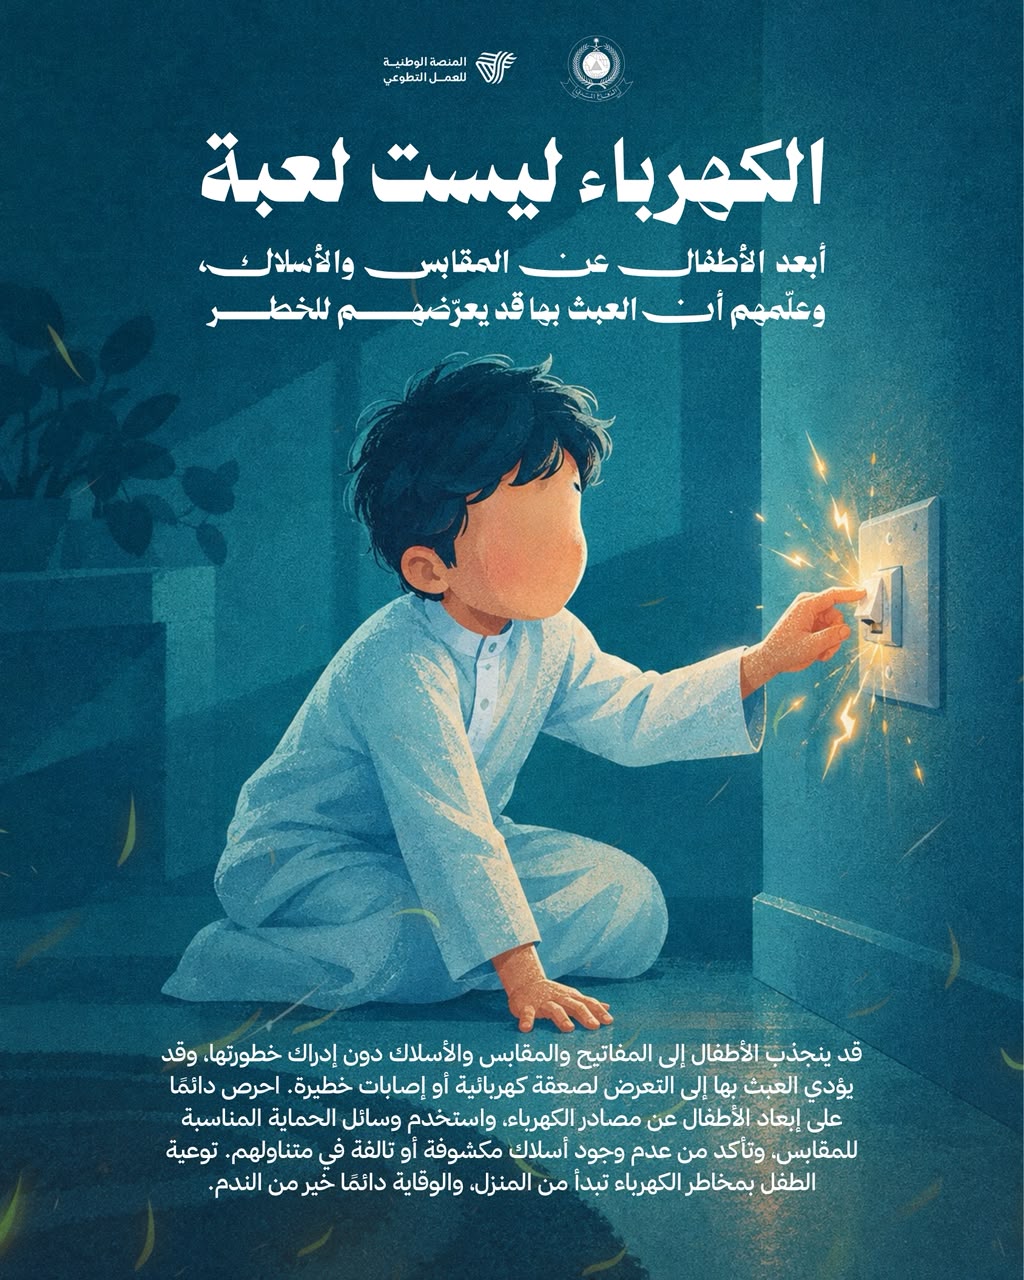 المنصة الوطنية
للعمل التطوعي
الدفاع المدني
الكهرباء ليست لعبة
أبعد الأطفال عن المقابس والأسلاك،
وعلّمهم أن العبث بها قد يعرّضهم للخطر
قد ينجذب الأطفال إلى المفاتيح والمقابس والأسلاك دون إدراك خطورتها، وقد
يؤدي العبث بها إلى التعرض لصعقة كهربائية أو إصابات خطيرة. احرص دائمًا
على إبعاد الأطفال عن مصادر الكهرباء، واستخدم وسائل الحماية المناسبة
للمقابس، وتأكد من عدم وجود أسلاك مكشوفة أو تالفة في متناولهم. توعية
الطفل بمخاطر الكهرباء تبدأ من المنزل، والوقاية دائمًا خير من الندم.